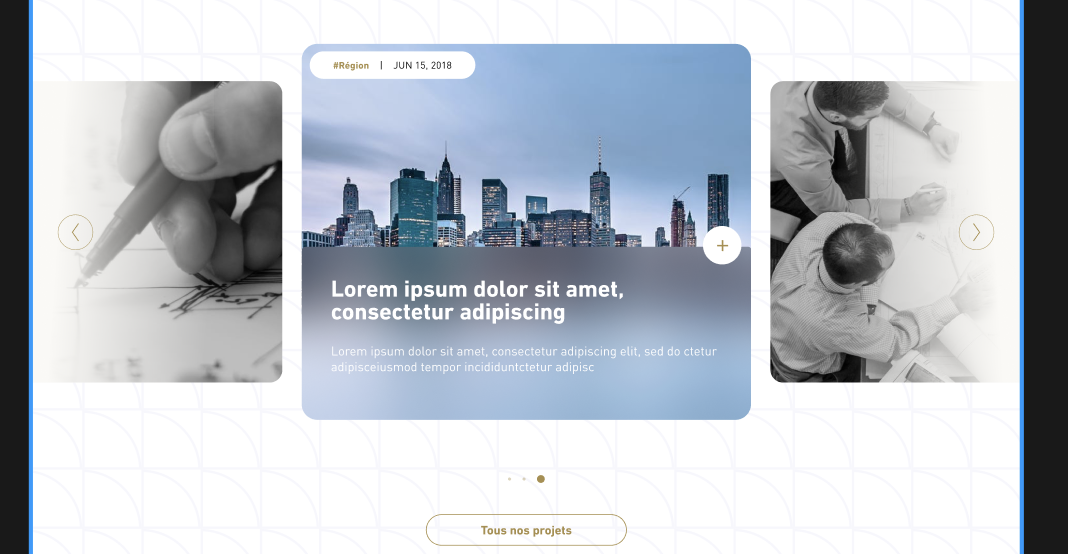 #Région | JUN 15, 2018
Lorem ipsum dolor sit amet,
consectetur adipiscing
Lorem ipsum dolor sit amet, consectetur adipiscing elit, sed do ctetur
adipisceiusmod tempor incididuntctetur adipisc
Tous nos projets